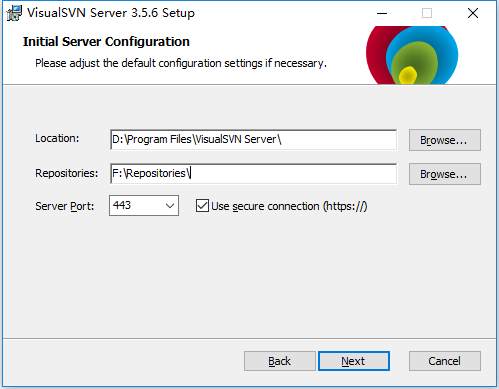 VisualSVN Server 3.5.6 Setup
Initial Server Configuration
Please adjust the default configuration settings if necessary.
Location: D:\Program Files\VisualSVN Server\ Browse...
Repositories: F:\Repositories\ Browse...
Server Port: 443 Use secure connection (https://)
Back Next Cancel